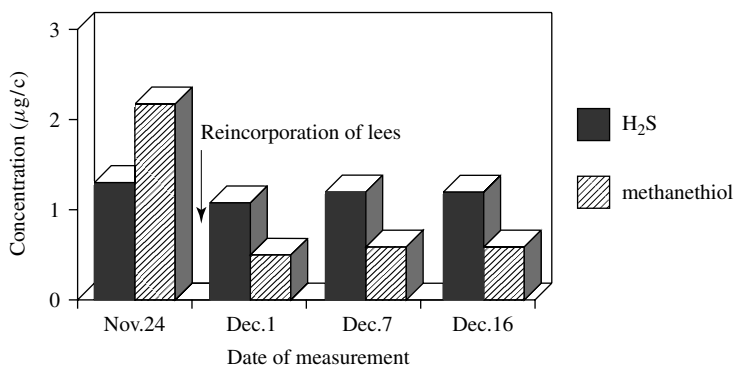 3
2
1
0
Concentration (μg/c)
Reincorporation of lees
H₂S
methanethiol
Nov.24 Dec.1 Dec.7 Dec.16
Date of measurement